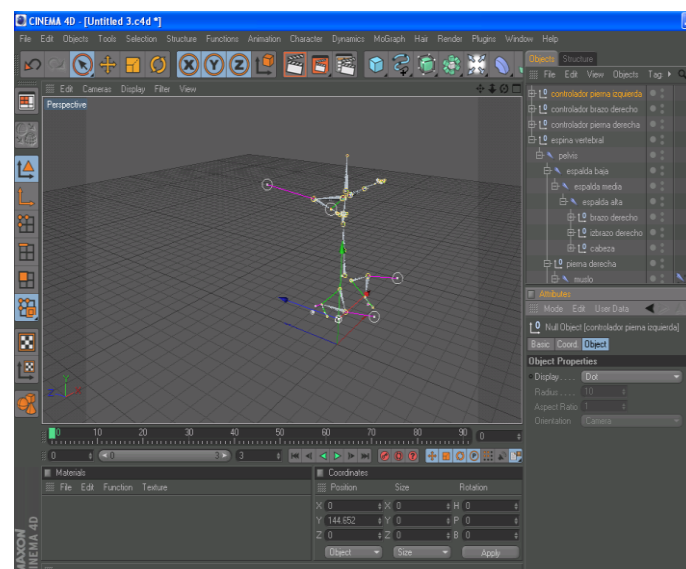 CINEMA 4D - [Untitled 3.c4d *]
File Edit Objects Tools Selection Structure Functions Animation Character Dynamics MoGraph Hair Render Plugins Window Help
Objects Structure
File Edit View Objects Tag
Edit Cameras Display Filter View
Perspective
controlador pierna izquierda
controlador brazo derecho
controlador pierna derecha
espina vertebral
pelvis
espalda baja
espalda media
espalda alta
brazo derecho
izbrazo derecho
cabeza
pierna derecha
muslo
Attributes
Mode Edit User Data
Null Object [controlador pierna izquierda]
Basic Coord. Object
Object Properties
Display . . . . Dot
Radius . . . . 10
Aspect Ratio 1
Orientation Camera
Y
Z X
0 10 20 30 40 50 60 70 80 90 0
0 0 3 3
Materials
File Edit Function Texture
Coordinates
Position Size Rotation
X 0 X 0 H 0
Y 144.652 Y 0 P 0
Z 0 Z 0 B 0
Object Size Apply
MAXON
CINEMA 4D